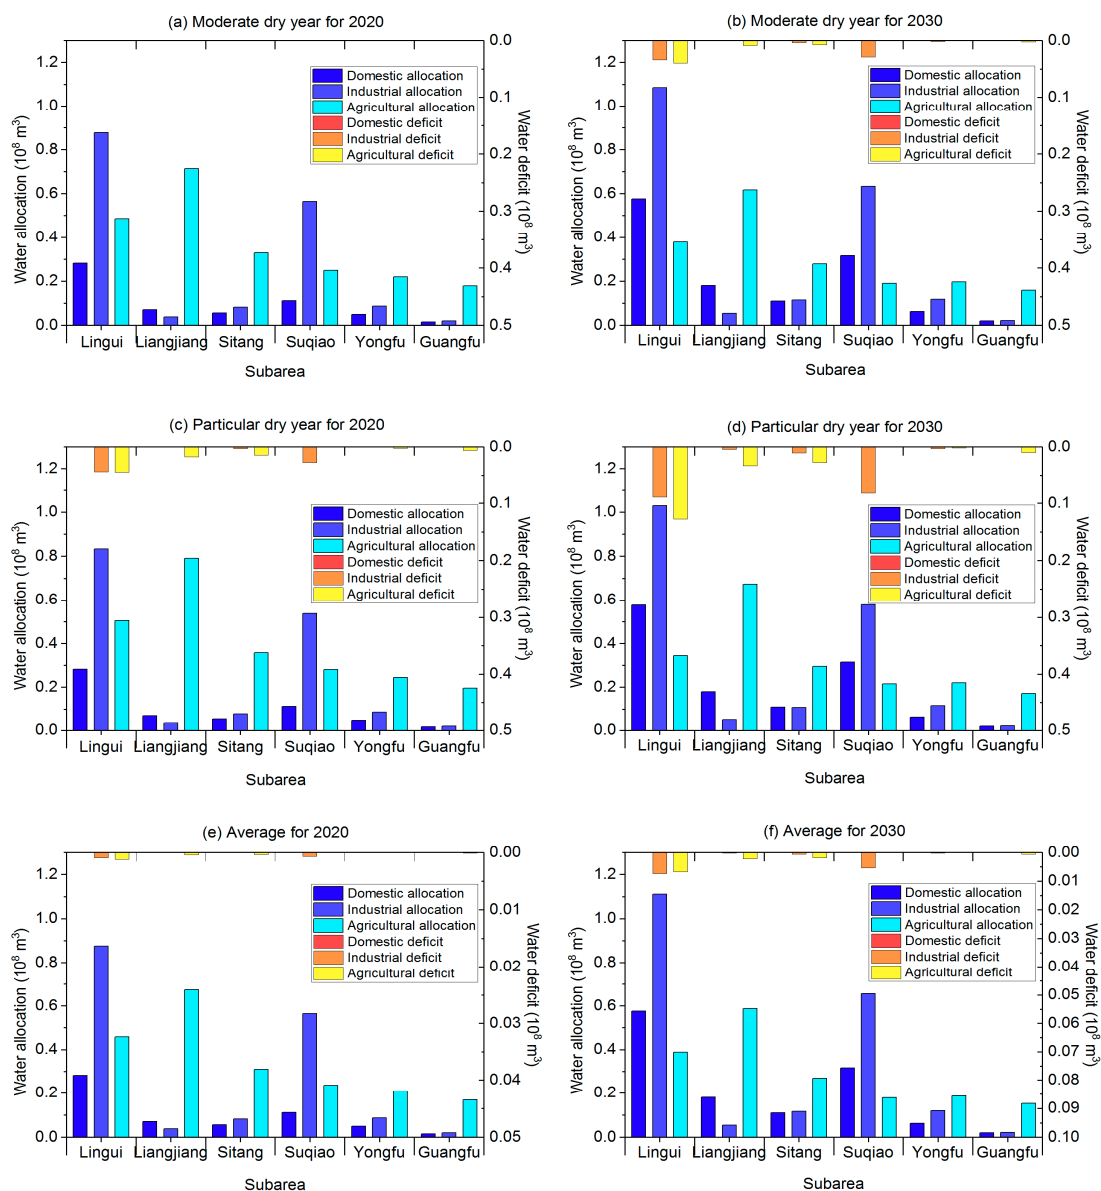 (a) Moderate dry year for 2020
Water allocation (10⁸ m³)
1.2
1.0
0.8
0.6
0.4
0.2
0.0
Domestic allocation
Industrial allocation
Agricultural allocation
Domestic deficit
Industrial deficit
Agricultural deficit
0.0
0.1
0.2
0.3
0.4
0.5
Water deficit (10⁸ m³)
Lingui Liangjiang Sitang Suqiao Yongfu Guangfu
Subarea
(b) Moderate dry year for 2030
Water allocation (10⁸ m³)
1.2
1.0
0.8
0.6
0.4
0.2
0.0
Domestic allocation
Industrial allocation
Agricultural allocation
Domestic deficit
Industrial deficit
Agricultural deficit
0.0
0.1
0.2
0.3
0.4
0.5
Water deficit (10⁸ m³)
Lingui Liangjiang Sitang Suqiao Yongfu Guangfu
Subarea
(c) Particular dry year for 2020
Water allocation (10⁸ m³)
1.2
1.0
0.8
0.6
0.4
0.2
0.0
Domestic allocation
Industrial allocation
Agricultural allocation
Domestic deficit
Industrial deficit
Agricultural deficit
0.0
0.1
0.2
0.3
0.4
0.5
Water deficit (10⁸ m³)
Lingui Liangjiang Sitang Suqiao Yongfu Guangfu
Subarea
(d) Particular dry year for 2030
Water allocation (10⁸ m³)
1.2
1.0
0.8
0.6
0.4
0.2
0.0
Domestic allocation
Industrial allocation
Agricultural allocation
Domestic deficit
Industrial deficit
Agricultural deficit
0.0
0.1
0.2
0.3
0.4
0.5
Water deficit (10⁸ m³)
Lingui Liangjiang Sitang Suqiao Yongfu Guangfu
Subarea
(e) Average for 2020
Water allocation (10⁸ m³)
1.2
1.0
0.8
0.6
0.4
0.2
0.0
Domestic allocation
Industrial allocation
Agricultural allocation
Domestic deficit
Industrial deficit
Agricultural deficit
0.00
0.01
0.02
0.03
0.04
0.05
Water deficit (10⁸ m³)
Lingui Liangjiang Sitang Suqiao Yongfu Guangfu
Subarea
(f) Average for 2030
Water allocation (10⁸ m³)
1.2
1.0
0.8
0.6
0.4
0.2
0.0
Domestic allocation
Industrial allocation
Agricultural allocation
Domestic deficit
Industrial deficit
Agricultural deficit
0.00
0.01
0.02
0.03
0.04
0.05
0.06
0.07
0.08
0.09
0.10
Water deficit (10⁸ m³)
Lingui Liangjiang Sitang Suqiao Yongfu Guangfu
Subarea